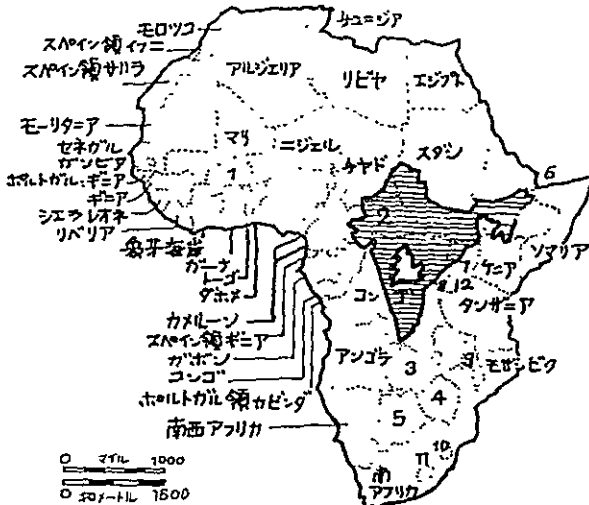 モロッコ
スペイン領イフニ
スペイン領サハラ
モーリタニア
セネガル
ガンビア
ポルトガル・ギニア
ギニア
シエラレオネ
リベリア
象牙海岸
ガーナ
トーゴ
ダホメ
カメルーン
スペイン領ギニア
ガボン
コンゴ
ポルトガル領カビンダ
南西アフリカ
チュニジア
アルジェリア
リビヤ
エジプト
マリ
ニジェル
チヤド
スダン
1
2
6
ソマリア
7
ケニア
8
12
コンゴ
タンザニア
アンゴラ
3
9
モザンビク
4
5
10
11
南
アフリカ
0 マイル 1000
0 キロメートル 1500